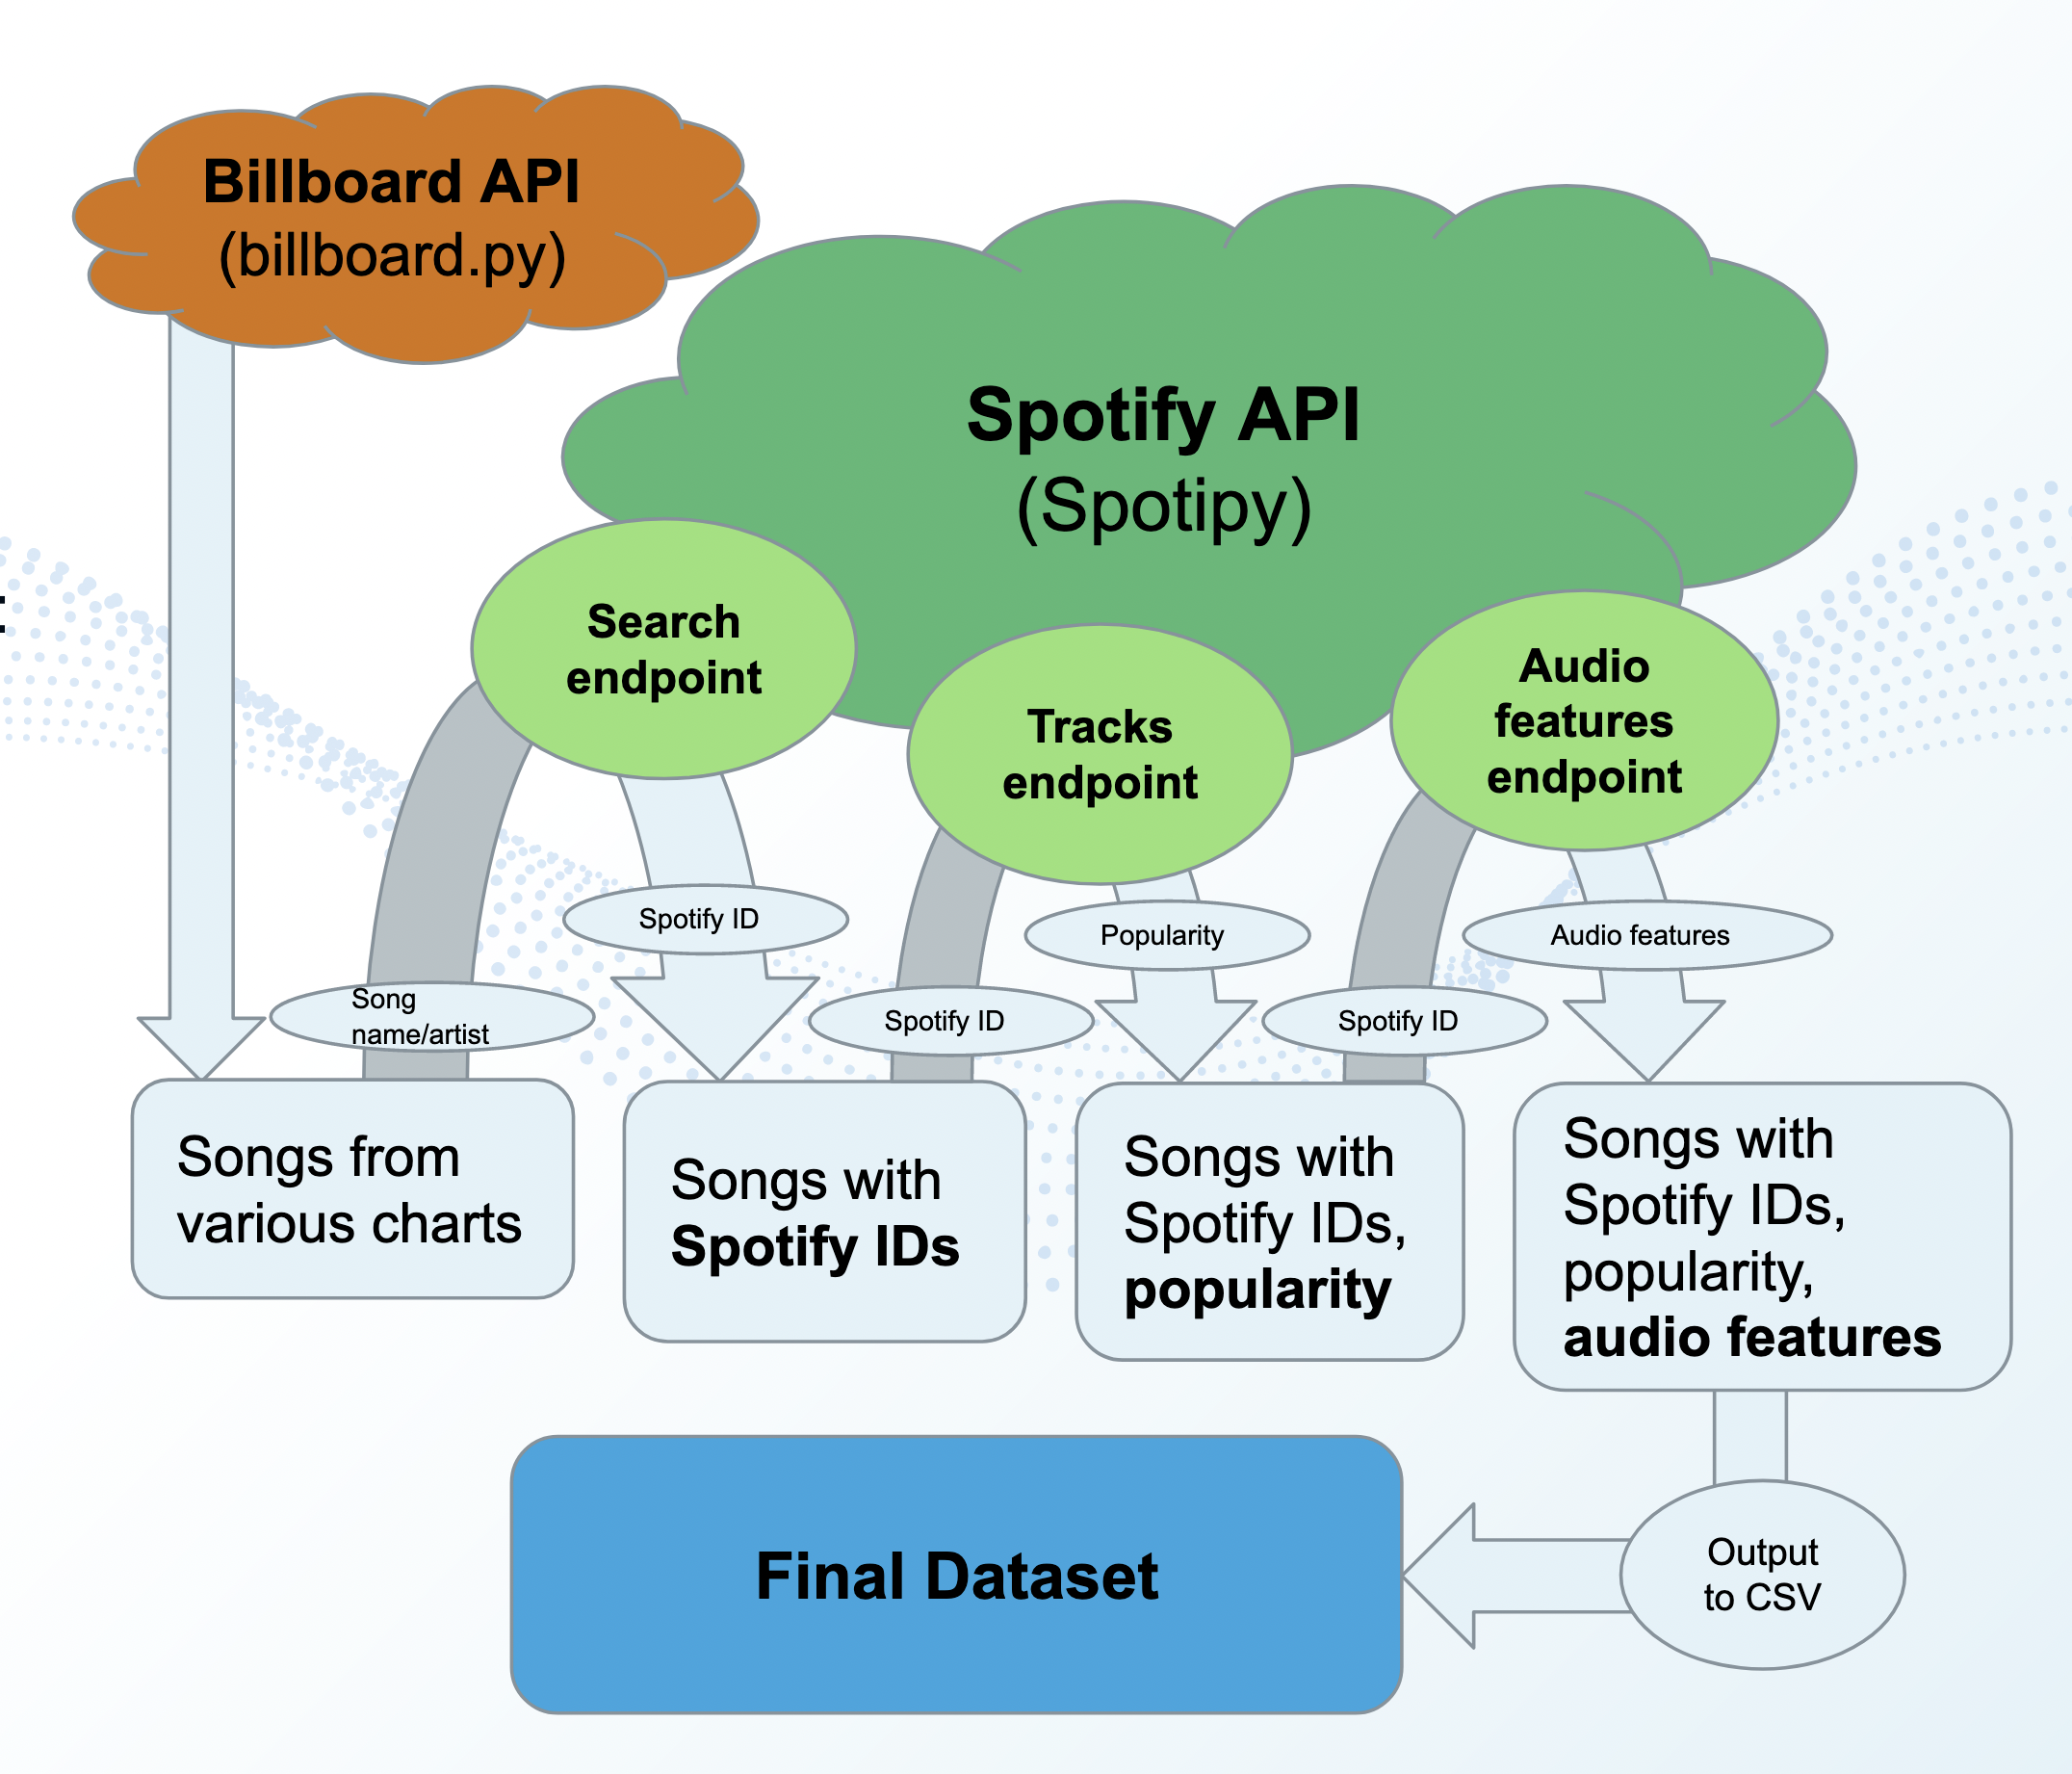 Billboard API
(billboard.py)
Spotify API
(Spotipy)
Search
endpoint
Tracks
endpoint
Audio
features
endpoint
Spotify ID
Popularity
Audio features
Song
name/artist
Spotify ID
Spotify ID
Songs from
various charts
Songs with
Spotify IDs
Songs with
Spotify IDs,
popularity
Songs with
Spotify IDs,
popularity,
audio features
Final Dataset
Output
to CSV